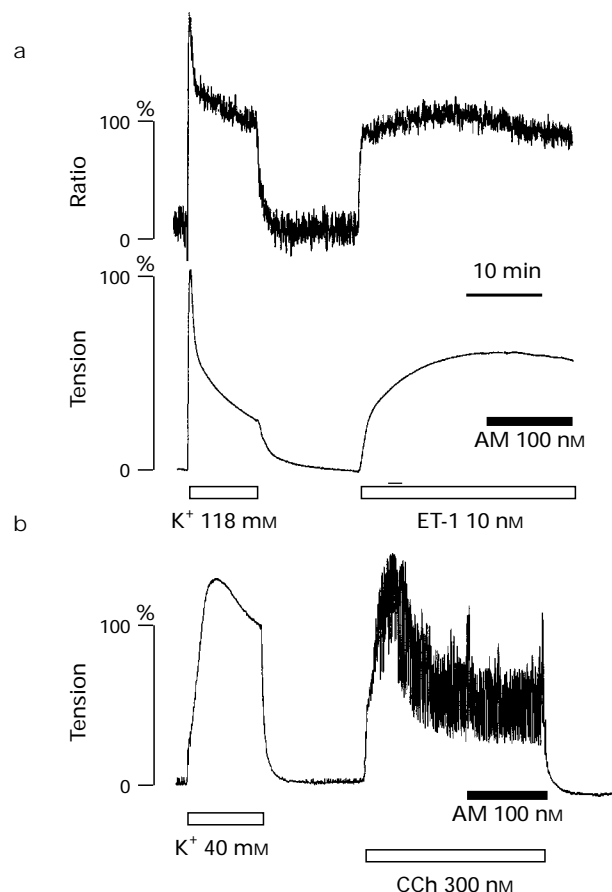 a
%
100
Ratio
0
%
100
10 min
Tension
AM 100 nM
0
K⁺ 118 mM
ET-1 10 nM
b
%
100
Tension
0
AM 100 nM
K⁺ 40 mM
CCh 300 nM